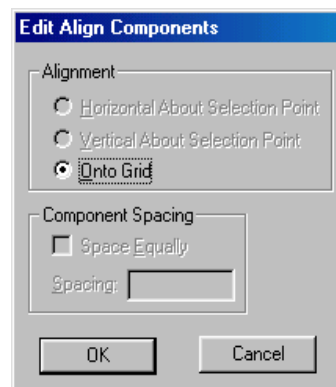 Edit Align Components
Alignment
Horizontal About Selection Point
Vertical About Selection Point
Onto Grid
Component Spacing
Space Equally
Spacing:
OK Cancel